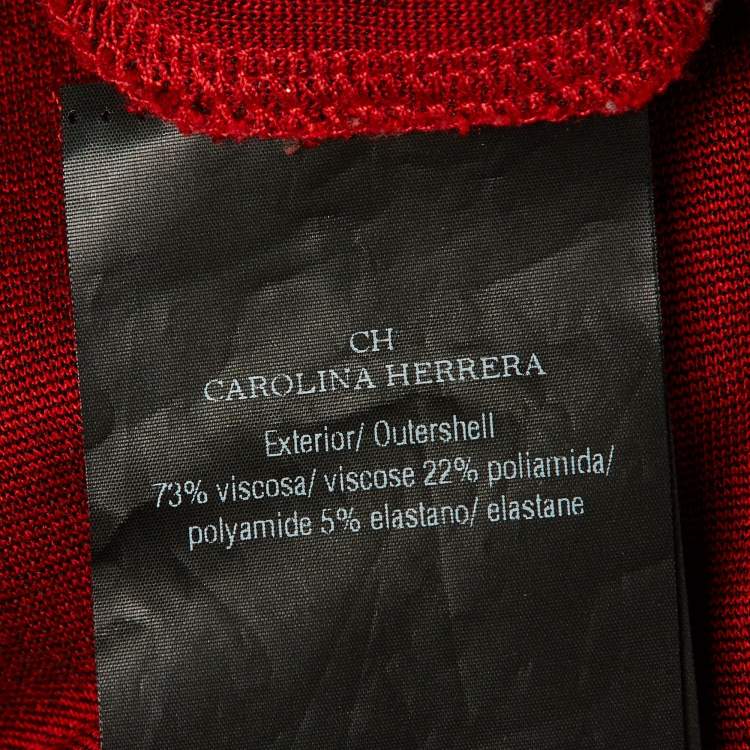 CH
CAROLINA HERRERA
Exterior/ Outershell
73% viscosa/ viscose 22% poliamida/
polyamide 5% elastano/ elastane